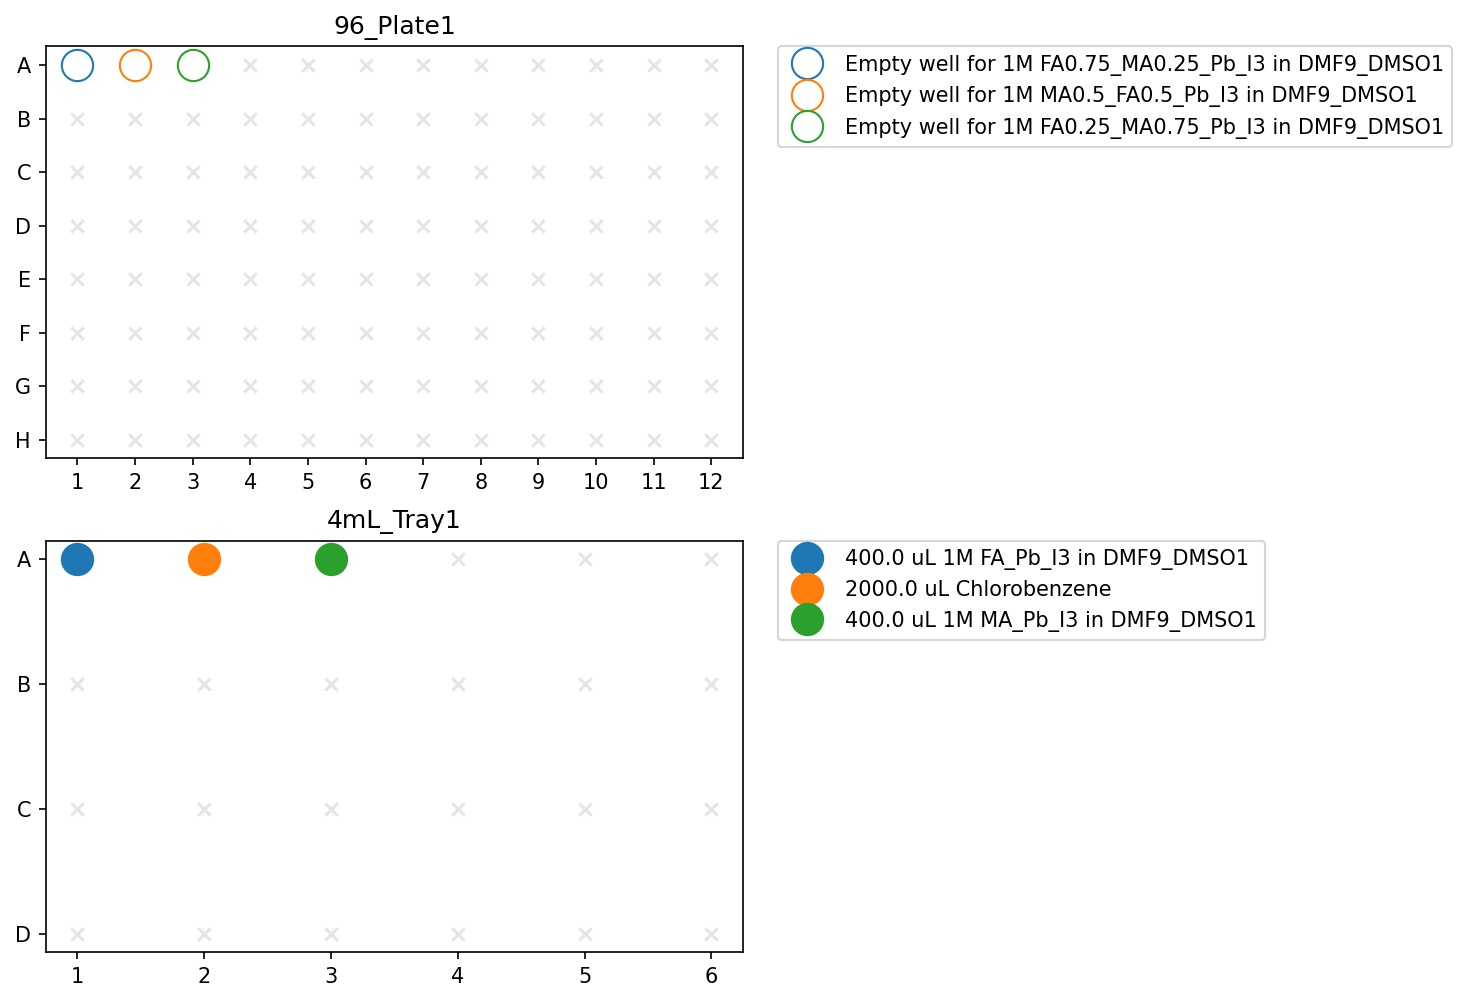 96_Plate1
A
B
C
D
E
F
G
H
1 2 3 4 5 6 7 8 9 10 11 12
Empty well for 1M FA0.75_MA0.25_Pb_I3 in DMF9_DMSO1
Empty well for 1M MA0.5_FA0.5_Pb_I3 in DMF9_DMSO1
Empty well for 1M FA0.25_MA0.75_Pb_I3 in DMF9_DMSO1
4mL_Tray1
A
B
C
D
1 2 3 4 5 6
400.0 uL 1M FA_Pb_I3 in DMF9_DMSO1
2000.0 uL Chlorobenzene
400.0 uL 1M MA_Pb_I3 in DMF9_DMSO1